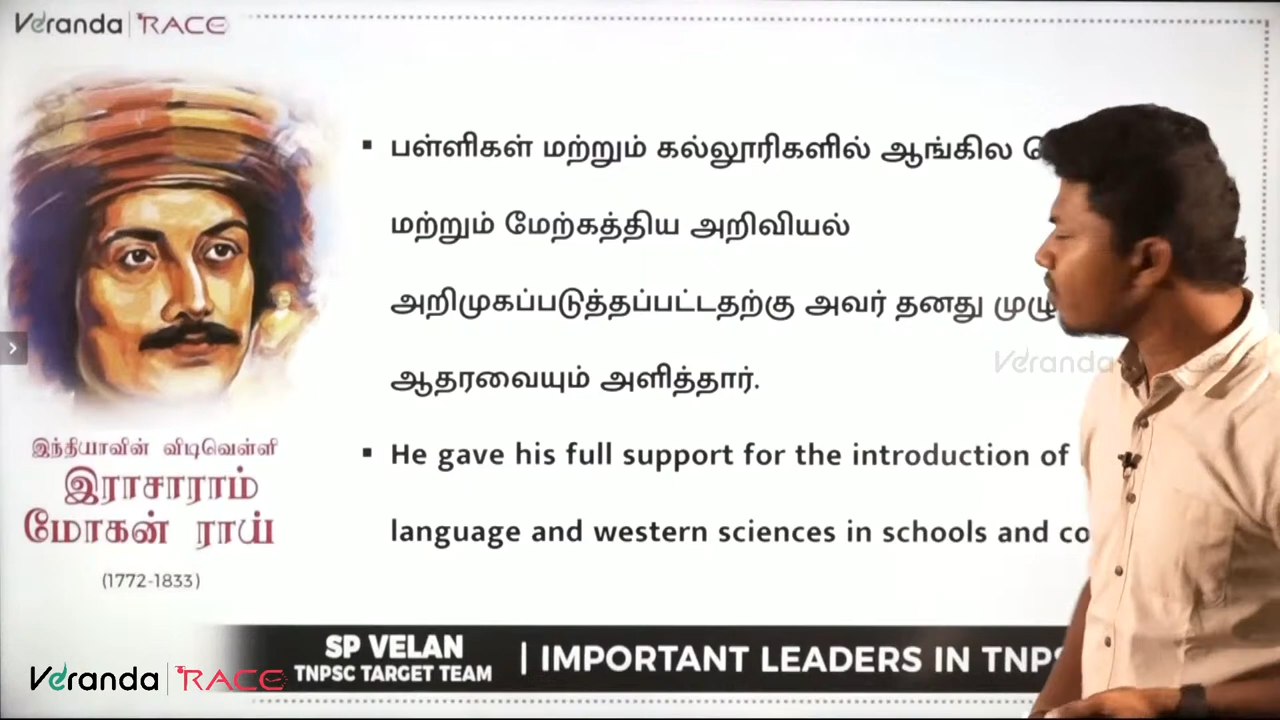 Veranda RACE
பள்ளிகள் மற்றும் கல்லூரிகளில் ஆங்கில
மற்றும் மேற்கத்திய அறிவியல்
அறிமுகப்படுத்தப்பட்டதற்கு அவர் தனது
ஆதரவையும் அளித்தார்.
He gave his full support for the introduction of
language and western sciences in schools and
இந்தியாவின் விடிவெள்ளி
இராசாராம்
மோகன் ராய்
(1772-1833)
Veranda
SP VELAN
TNPSC TARGET TEAM
IMPORTANT LEADERS IN
Veranda RACE